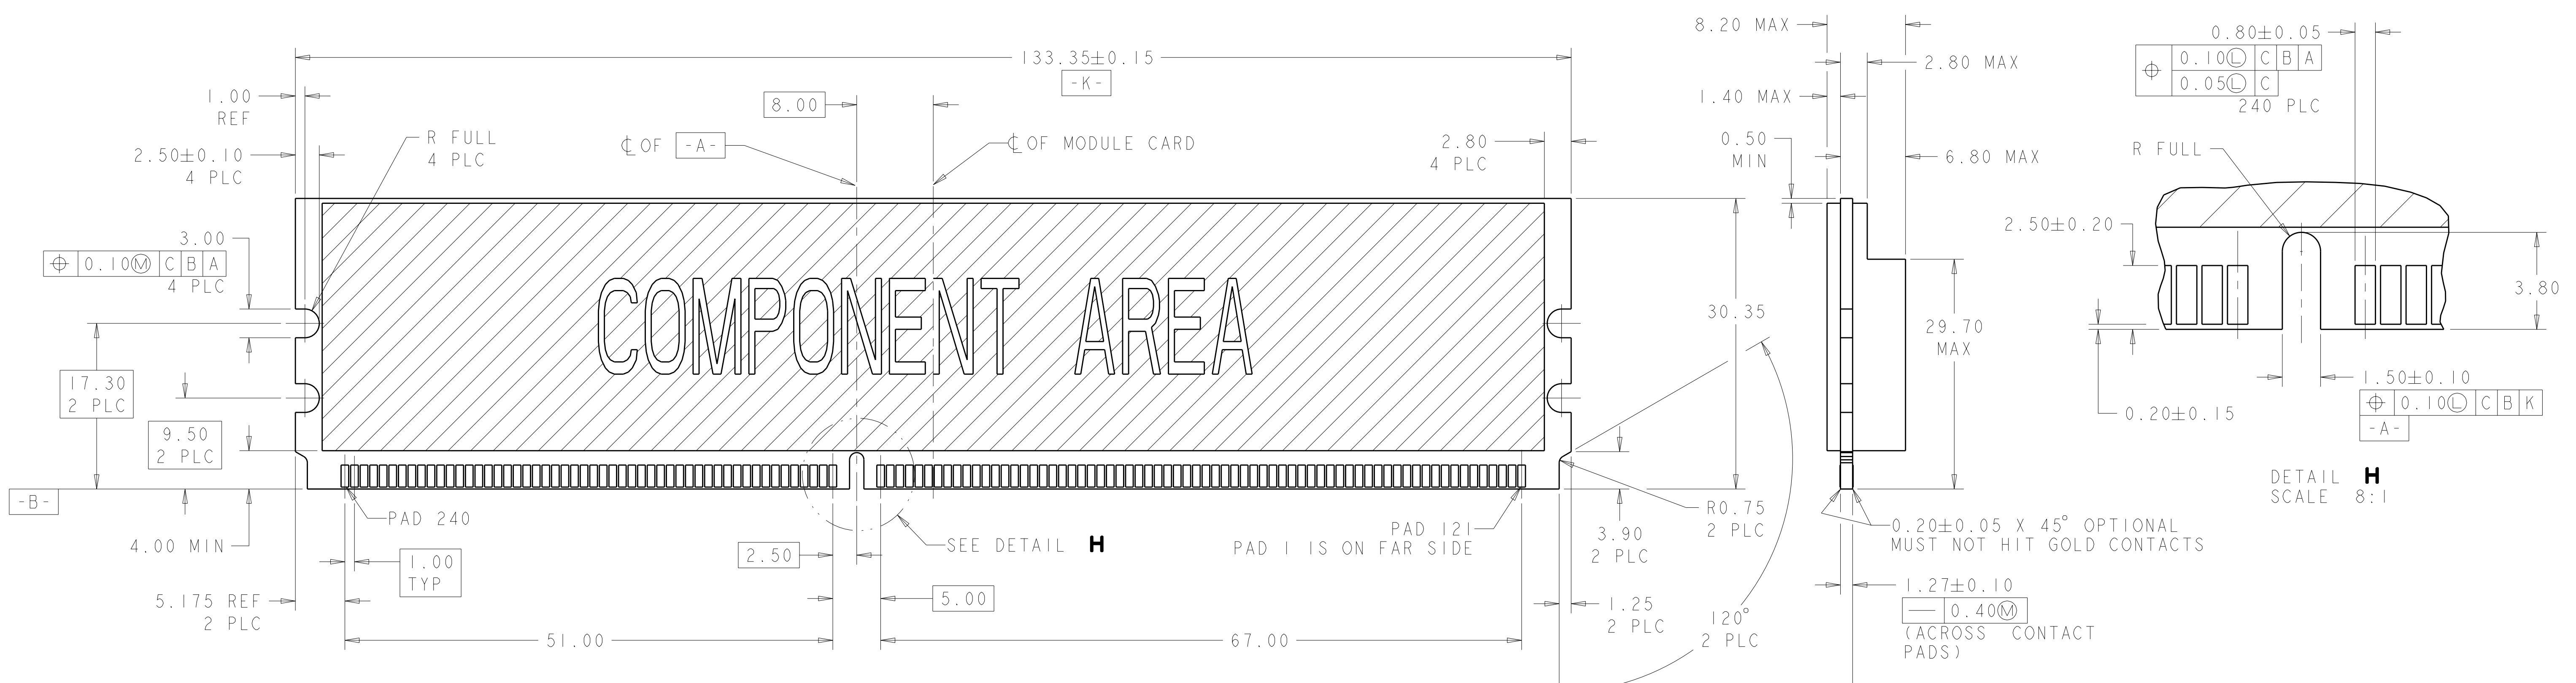 133.35±0.15
-K-
1.00
REF
2.50±0.10
4 PLC
R FULL
4 PLC
8.00
℄ OF -A-
℄ OF MODULE CARD
2.80
4 PLC
3.00
⌖ 0.10Ⓜ C B A
4 PLC
COMPONENT AREA
17.30
2 PLC
9.50
2 PLC
-B-
4.00 MIN
PAD 240
5.175 REF
2 PLC
1.00
TYP
2.50
SEE DETAIL H
5.00
51.00
67.00
PAD 121
PAD 1 IS ON FAR SIDE
30.35
3.90
2 PLC
R0.75
2 PLC
1.25
2 PLC
120°
2 PLC
8.20 MAX
2.80 MAX
1.40 MAX
0.50
MIN
6.80 MAX
29.70
MAX
0.20±0.05 X 45° OPTIONAL
MUST NOT HIT GOLD CONTACTS
1.27±0.10
— 0.40Ⓜ
(ACROSS CONTACT
PADS)
0.80±0.05
⌖ 0.10Ⓛ C B A
0.05Ⓛ C
240 PLC
R FULL
2.50±0.20
3.80
0.20±0.15
1.50±0.10
⌖ 0.10Ⓛ C B K
-A-
DETAIL H
SCALE 8:1